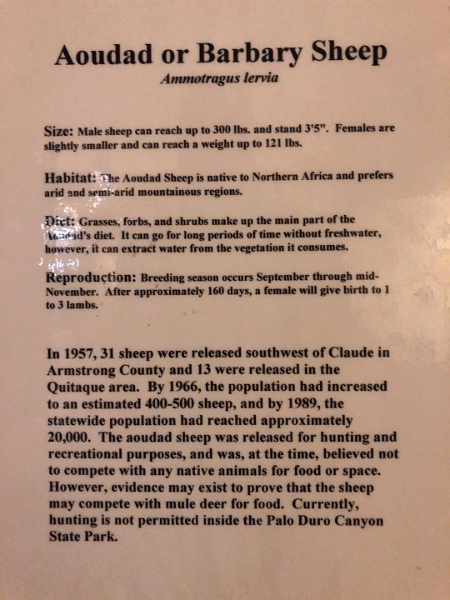 Aoudad or Barbary Sheep
Ammotragus lervia
Size: Male sheep can reach up to 300 lbs. and stand 3'5". Females are
slightly smaller and can reach a weight up to 121 lbs.
Habitat: The Aoudad Sheep is native to Northern Africa and prefers
arid and semi-arid mountainous regions.
Diet: Grasses, forbs, and shrubs make up the main part of the
Aoudad's diet. It can go for long periods of time without freshwater,
however, it can extract water from the vegetation it consumes.
Reproduction: Breeding season occurs September through mid-
November. After approximately 160 days, a female will give birth to 1
to 3 lambs.
In 1957, 31 sheep were released southwest of Claude in
Armstrong County and 13 were released in the
Quitaque area. By 1966, the population had increased
to an estimated 400-500 sheep, and by 1989, the
statewide population had reached approximately
20,000. The aoudad sheep was released for hunting and
recreational purposes, and was, at the time, believed not
to compete with any native animals for food or space.
However, evidence may exist to prove that the sheep
may compete with mule deer for food. Currently,
hunting is not permitted inside the Palo Duro Canyon
State Park.